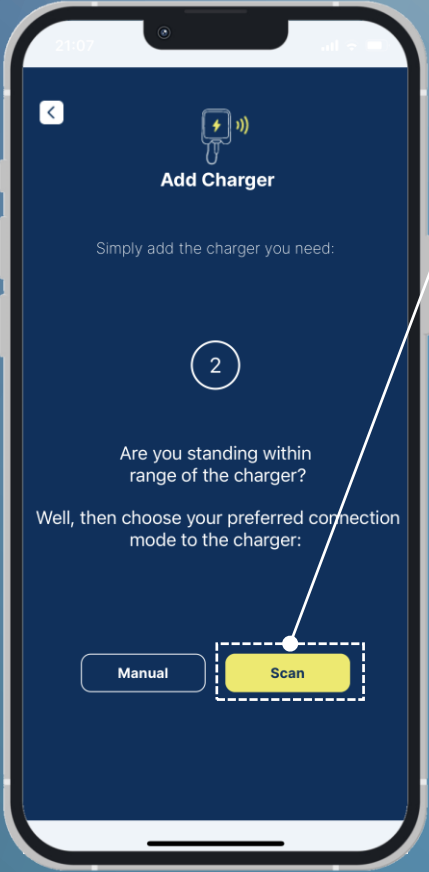 21:07
Add Charger
Simply add the charger you need:
2
Are you standing within
range of the charger?
Well, then choose your preferred connection
mode to the charger:
Manual
Scan